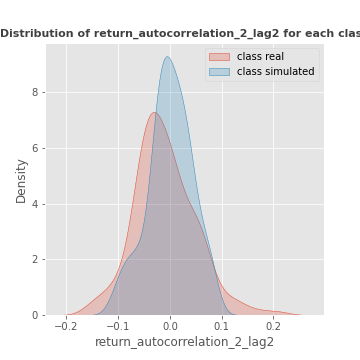 Distribution of return_autocorrelation_2_lag2 for each clas
class real
class simulated
Density
8
6
4
2
0
−0.2 −0.1 0.0 0.1 0.2
return_autocorrelation_2_lag2